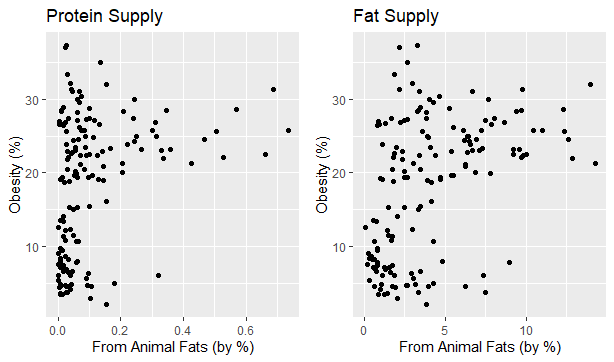 Protein Supply
Fat Supply
Obesity (%)
30
20
10
0.0 0.2 0.4 0.6
From Animal Fats (by %)
Obesity (%)
30
20
10
0 5 10
From Animal Fats (by %)